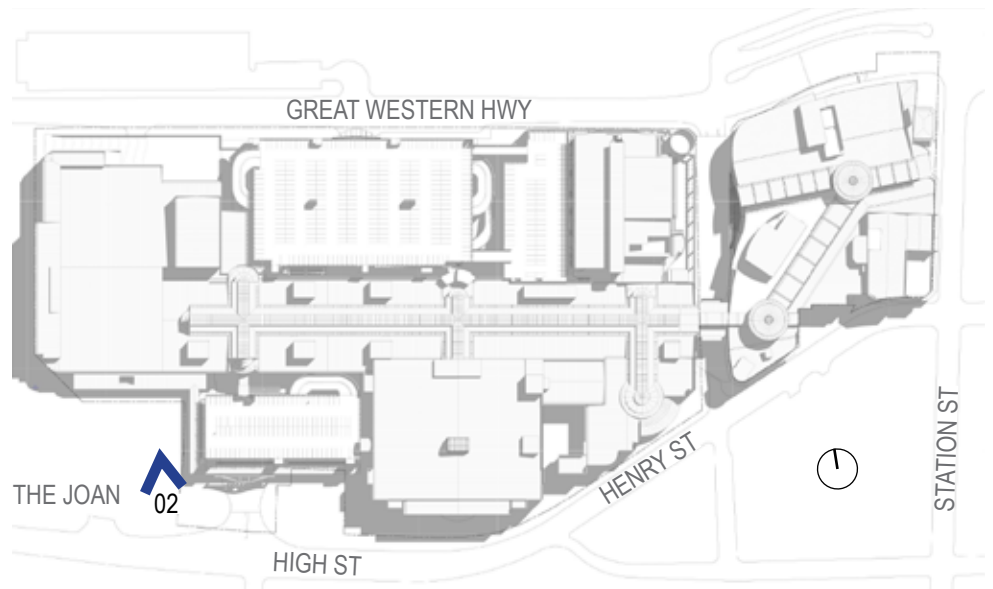 GREAT WESTERN HWY
THE JOAN
02
HIGH ST
HENRY ST
STATION ST